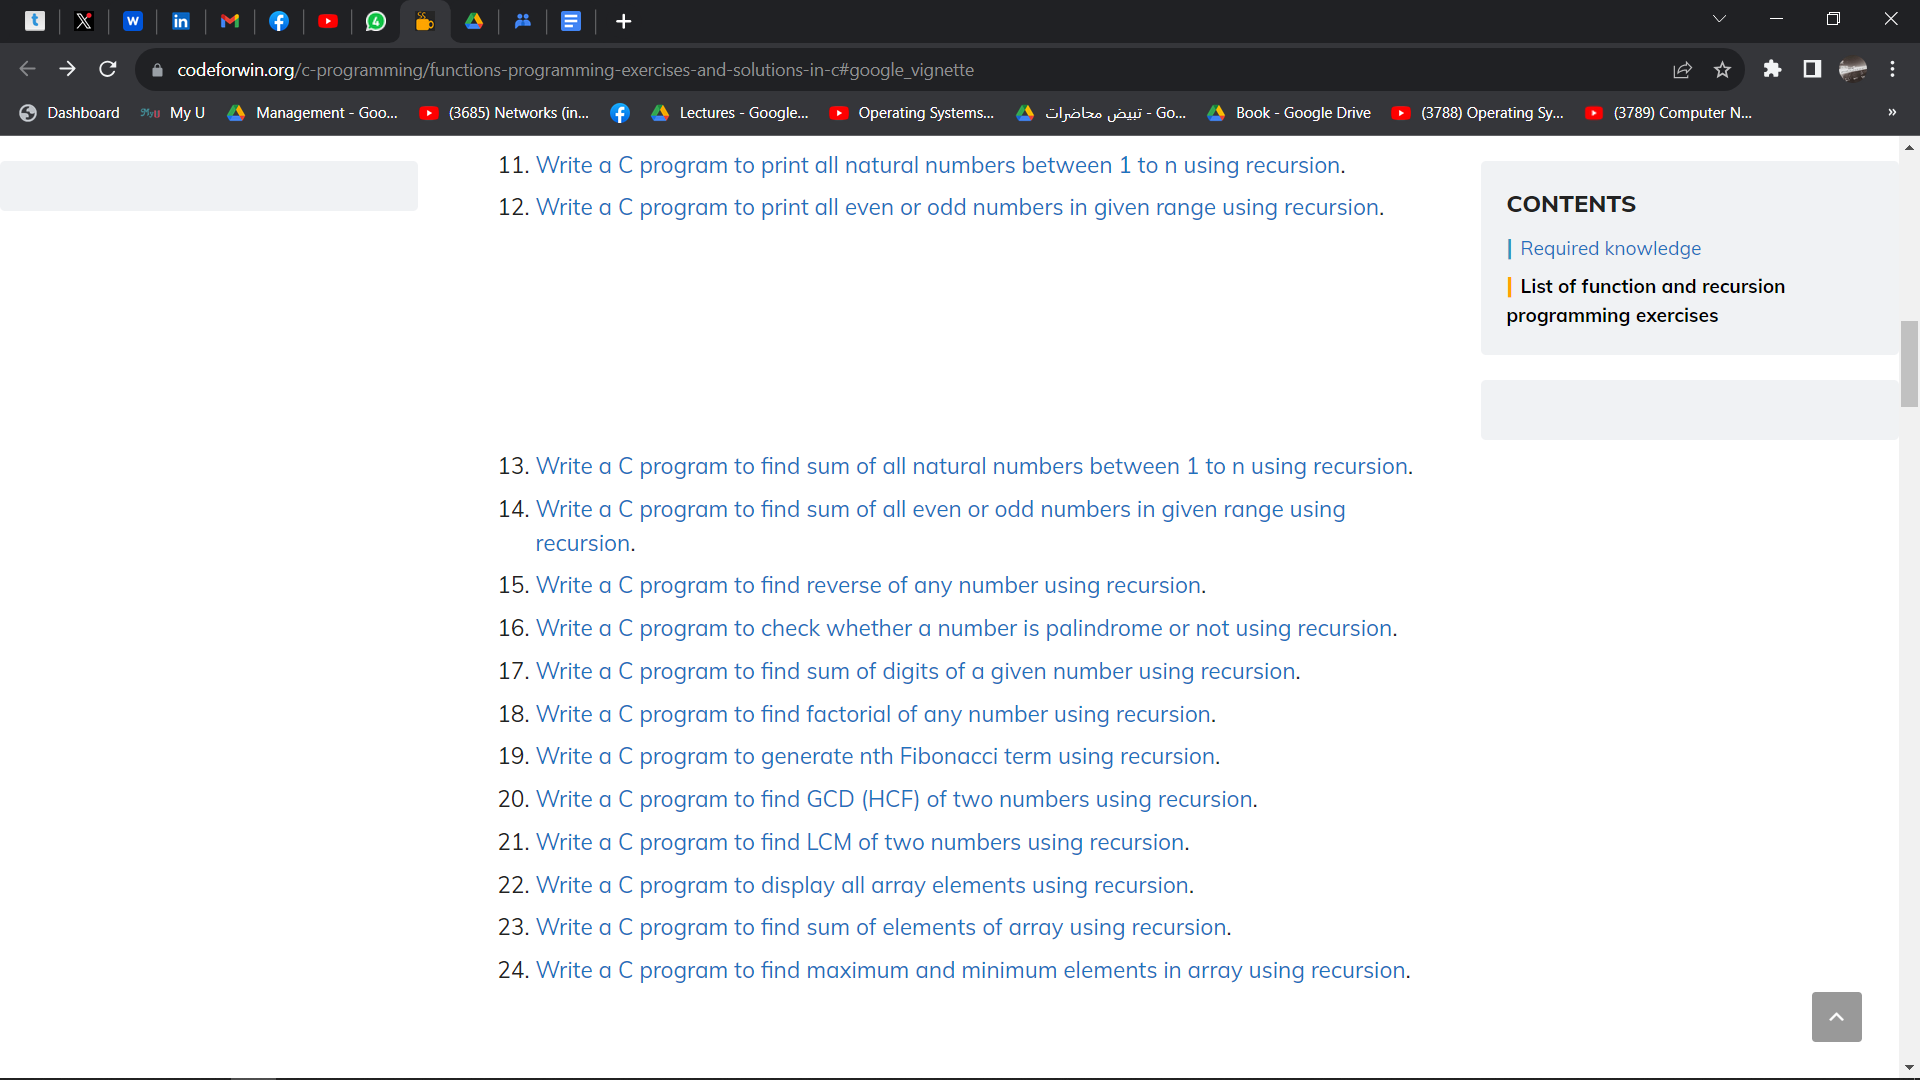 codeforwin.org/c-programming/functions-programming-exercises-and-solutions-in-c#google_vignette
Dashboard My U Management - Goo... (3685) Networks (in... Lectures - Google... Operating Systems... تبييض محاضرات - Go... Book - Google Drive (3788) Operating Sy... (3789) Computer N... »
11. Write a C program to print all natural numbers between 1 to n using recursion.
12. Write a C program to print all even or odd numbers in given range using recursion.
13. Write a C program to find sum of all natural numbers between 1 to n using recursion.
14. Write a C program to find sum of all even or odd numbers in given range using
recursion.
15. Write a C program to find reverse of any number using recursion.
16. Write a C program to check whether a number is palindrome or not using recursion.
17. Write a C program to find sum of digits of a given number using recursion.
18. Write a C program to find factorial of any number using recursion.
19. Write a C program to generate nth Fibonacci term using recursion.
20. Write a C program to find GCD (HCF) of two numbers using recursion.
21. Write a C program to find LCM of two numbers using recursion.
22. Write a C program to display all array elements using recursion.
23. Write a C program to find sum of elements of array using recursion.
24. Write a C program to find maximum and minimum elements in array using recursion.
CONTENTS
Required knowledge
List of function and recursion
programming exercises